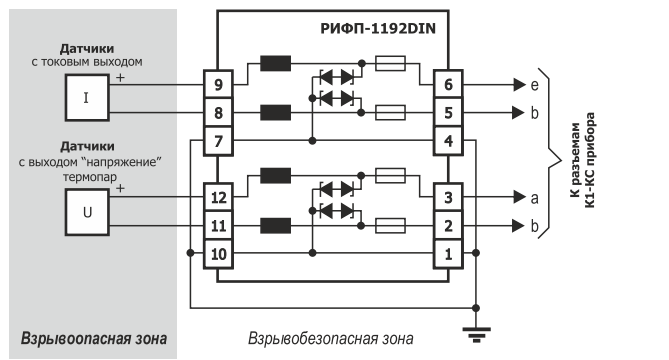 РИФП-1192DIN
Датчики
с токовым выходом
+
I
9
8
7
6
5
4
e
b
Датчики
с выходом "напряжение"
термопар
+
U
12
11
10
3
2
1
a
b
К разъемам
К1-КС прибора
Взрывоопасная зона
Взрывобезопасная зона